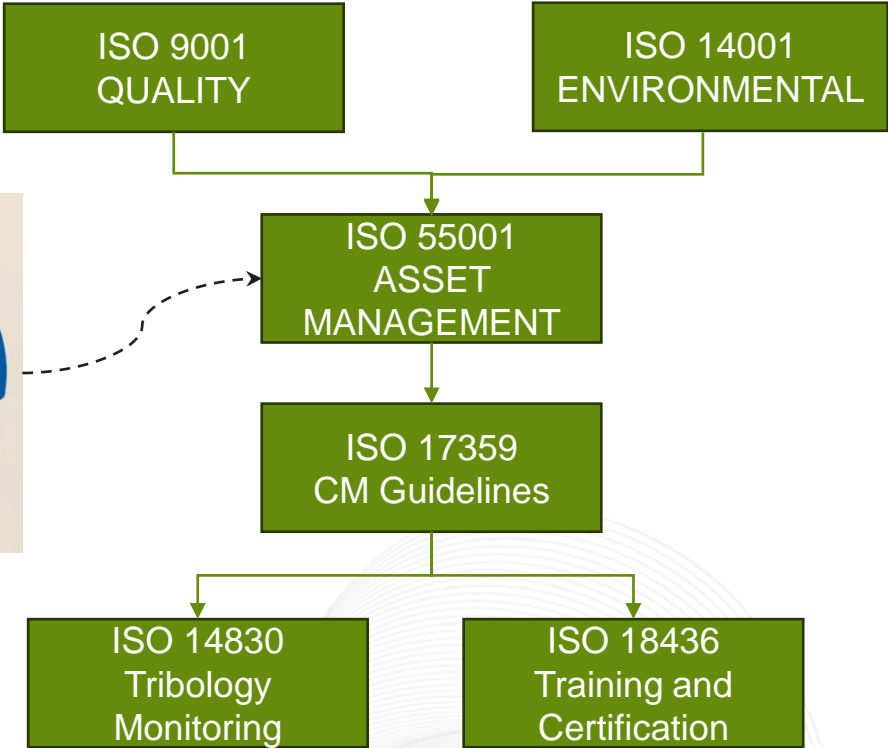 ISO 9001
QUALITY
ISO 14001
ENVIRONMENTAL
ISO 55001
ASSET
MANAGEMENT
ISO 17359
CM Guidelines
ISO 14830
Tribology
Monitoring
ISO 18436
Training and
Certification